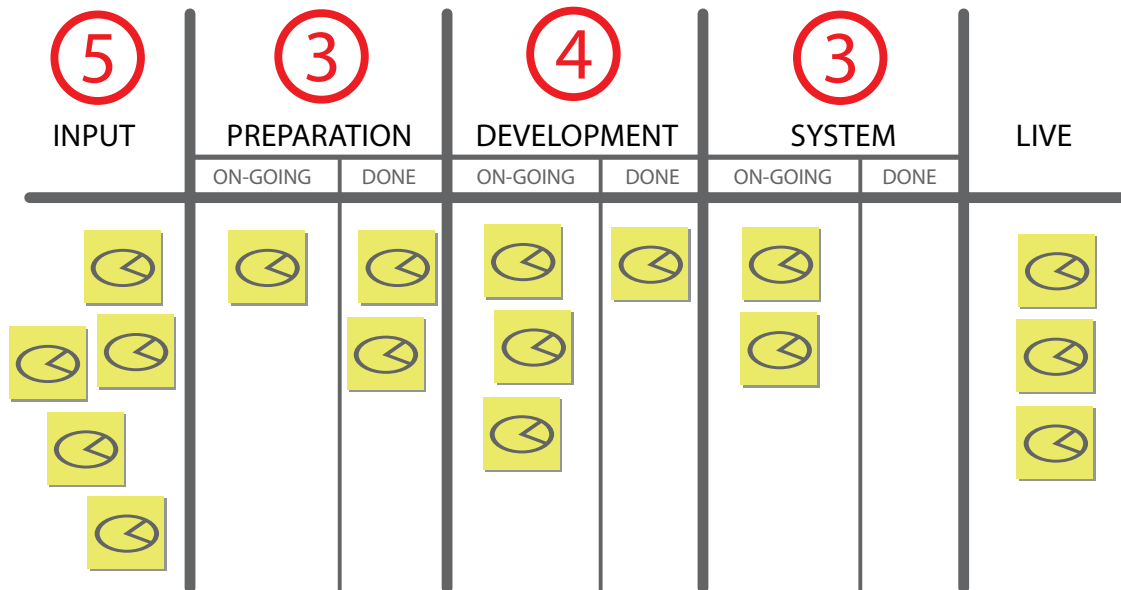 5 3 4 3
INPUT PREPARATION DEVELOPMENT SYSTEM LIVE
ON-GOING DONE ON-GOING DONE ON-GOING DONE